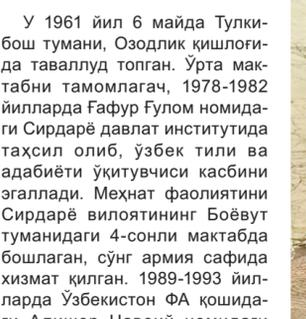 У 1961 йил 6 майда Тулки-
бош тумани, Озодлик қишлоғи-
да таваллуд топган. Ўрта мак-
табни тамомлагач, 1978-1982
йилларда Ғафур Ғулом номида-
ги Сирдарё давлат институтида
таҳсил олиб, ўзбек тили ва
адабиёти ўқитувчиси касбини
эгаллади. Меҳнат фаолиятини
Сирдарё вилоятининг Боёвут
туманидаги 4-сонли мактабда
бошлаган, сўнг армия сафида
хизмат қилган. 1989-1993 йил-
ларда Ўзбекистон ФА қошида-